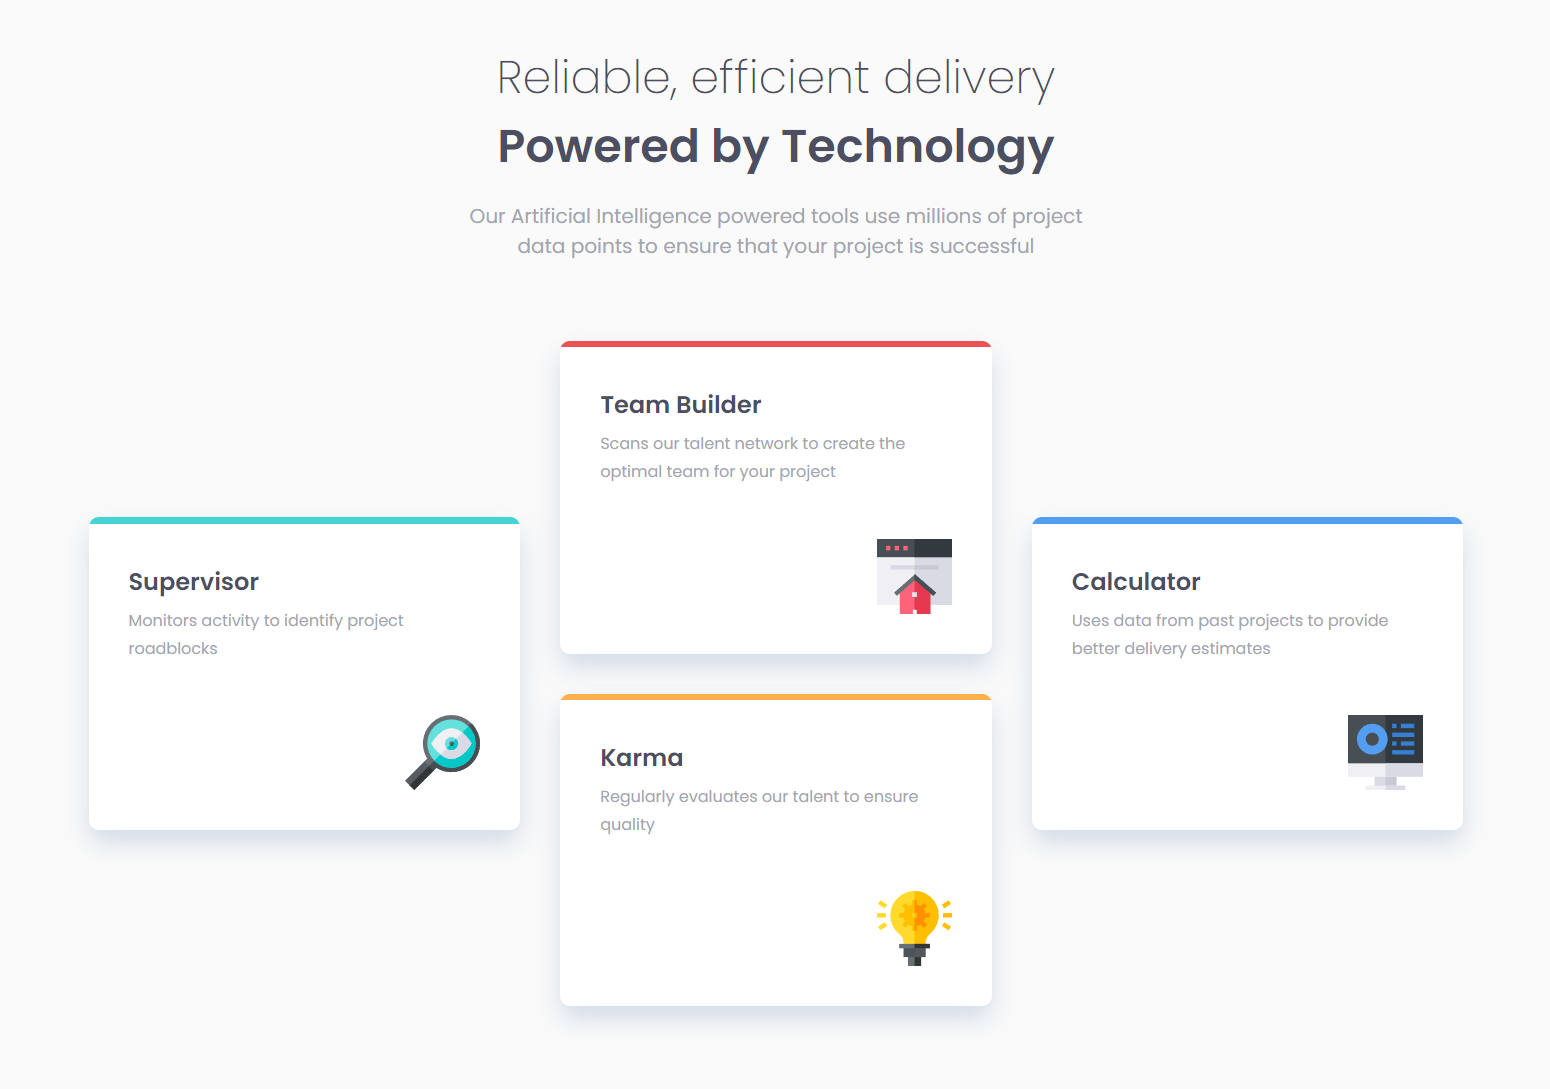 Reliable, efficient delivery
Powered by Technology
Our Artificial Intelligence powered tools use millions of project
data points to ensure that your project is successful
Team Builder
Scans our talent network to create the
optimal team for your project
Supervisor
Monitors activity to identify project
roadblocks
Calculator
Uses data from past projects to provide
better delivery estimates
Karma
Regularly evaluates our talent to ensure
quality